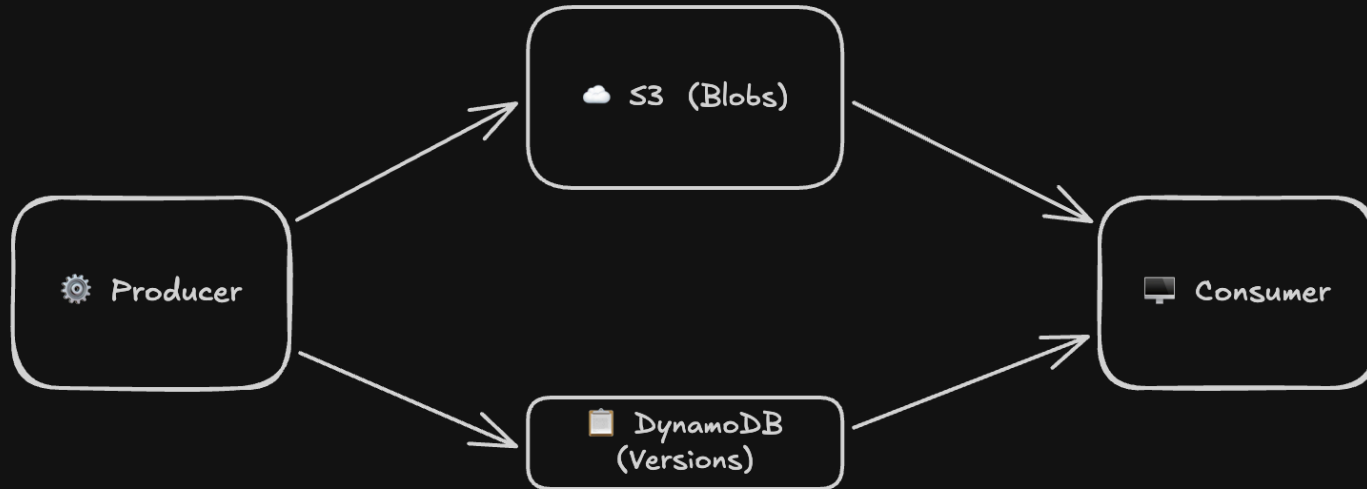 ☁️ S3 (Blobs)
⚙️ Producer
🖥️ Consumer
📋 DynamoDB
(Versions)